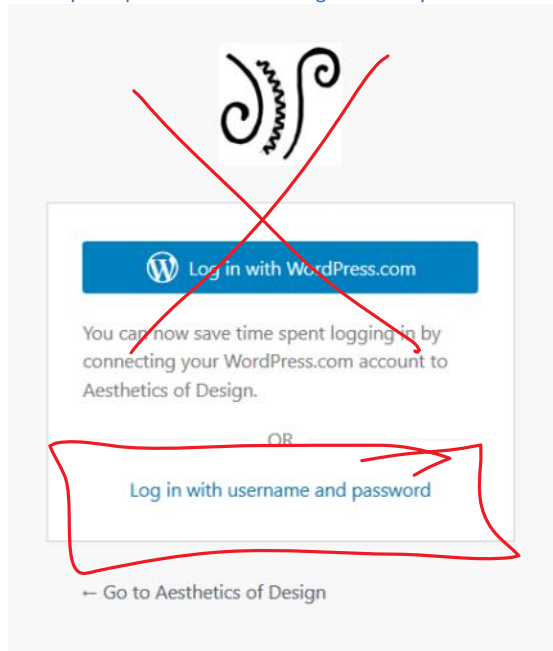 Log in with WordPress.com
You can now save time spent logging in by
connecting your WordPress.com account to
Aesthetics of Design.
OR
Log in with username and password
← Go to Aesthetics of Design